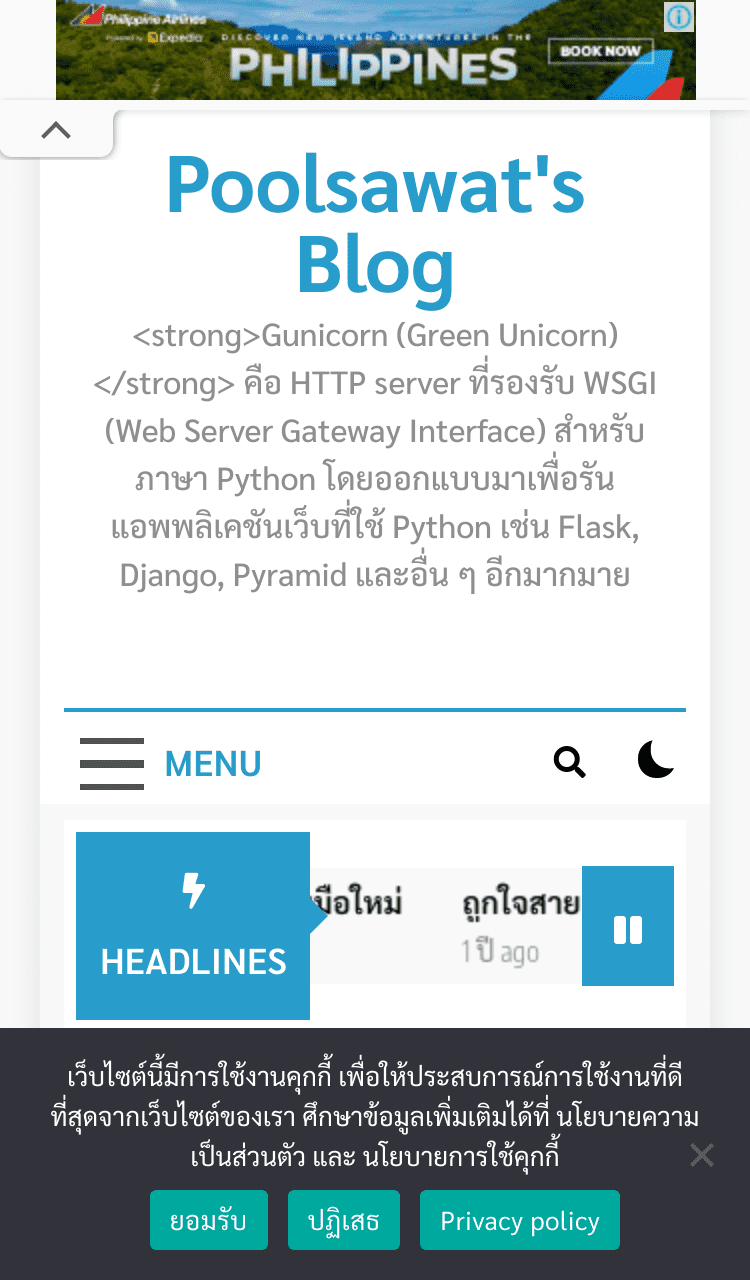 Philippine Airlines
Powered by Expedia
DISCOVER NEW ISLAND ADVENTURES IN THE
PHILIPPINES
BOOK NOW
Poolsawat's
Blog
<strong>Gunicorn (Green Unicorn)
</strong> คือ HTTP server ที่รองรับ WSGI
(Web Server Gateway Interface) สำหรับ
ภาษา Python โดยออกแบบมาเพื่อรัน
แอพพลิเคชันเว็บที่ใช้ Python เช่น Flask,
Django, Pyramid และอื่น ๆ อีกมากมาย
MENU
HEADLINES
มือใหม่
ถูกใจสาย
1 ปี ago
เว็บไซต์นี้มีการใช้งานคุกกี้ เพื่อให้ประสบการณ์การใช้งานที่ดี
ที่สุดจากเว็บไซต์ของเรา ศึกษาข้อมูลเพิ่มเติมได้ที่ นโยบายความ
เป็นส่วนตัว และ นโยบายการใช้คุกกี้
ยอมรับ
ปฏิเสธ
Privacy policy